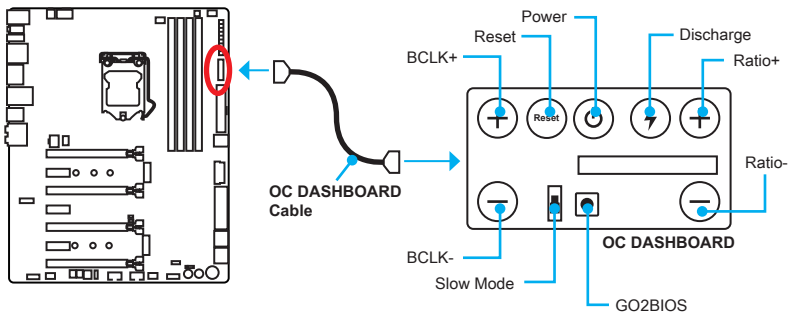 Power
Reset
Discharge
BCLK+
Ratio+
Reset
OC DASHBOARD
Cable
Ratio-
OC DASHBOARD
BCLK-
Slow Mode
GO2BIOS